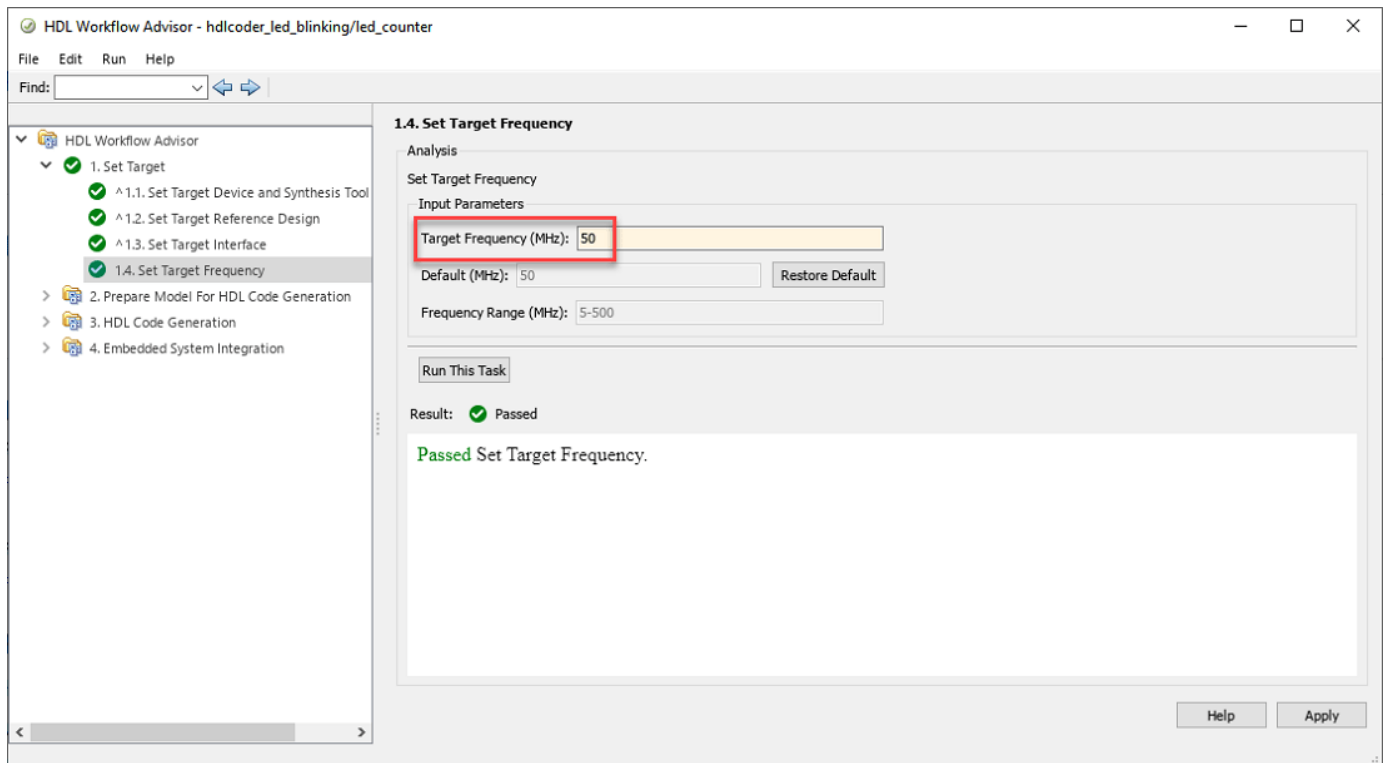 HDL Workflow Advisor - hdlcoder_led_blinking/led_counter
File Edit Run Help
Find:
HDL Workflow Advisor
1. Set Target
^1.1. Set Target Device and Synthesis Tool
^1.2. Set Target Reference Design
^1.3. Set Target Interface
1.4. Set Target Frequency
2. Prepare Model For HDL Code Generation
3. HDL Code Generation
4. Embedded System Integration
1.4. Set Target Frequency
Analysis
Set Target Frequency
Input Parameters
Target Frequency (MHz): 50
Default (MHz): 50 Restore Default
Frequency Range (MHz): 5-500
Run This Task
Result: Passed
Passed Set Target Frequency.
Help Apply